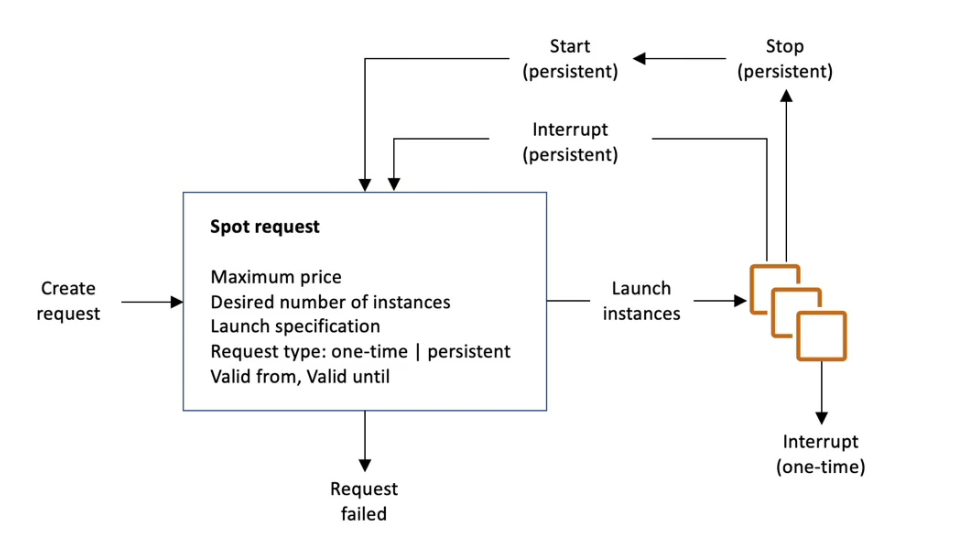 Start
(persistent)
Stop
(persistent)
Interrupt
(persistent)
Spot request
Maximum price
Desired number of instances
Launch specification
Request type: one-time | persistent
Valid from, Valid until
Create
request
Launch
instances
Interrupt
(one-time)
Request
failed